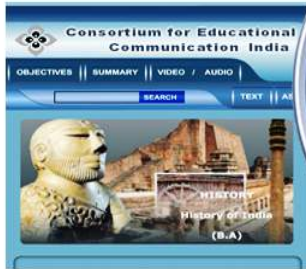 Consortium for Educational
Communication India
OBJECTIVES || SUMMARY || VIDEO / AUDIO |
SEARCH | TEXT ||
HISTORY
History of India
(B.A)